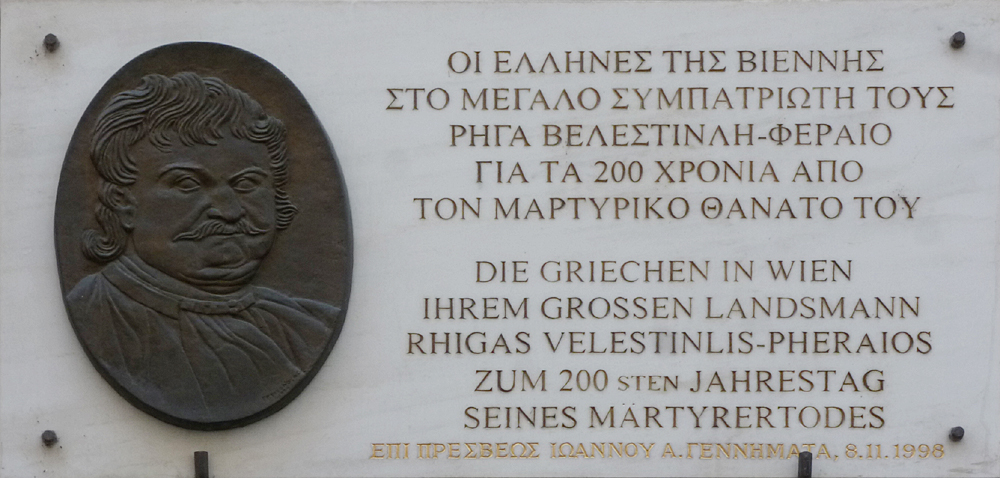 ΟΙ ΕΛΛΗΝΕΣ ΤΗΣ ΒΙΕΝΝΗΣ
ΣΤΟ ΜΕΓΑΛΟ ΣΥΜΠΑΤΡΙΩΤΗ ΤΟΥΣ
ΡΗΓΑ ΒΕΛΕΣΤΙΝΛΗ-ΦΕΡΑΙΟ
ΓΙΑ ΤΑ 200 ΧΡΟΝΙΑ ΑΠΟ
ΤΟΝ ΜΑΡΤΥΡΙΚΟ ΘΑΝΑΤΟ ΤΟΥ
DIE GRIECHEN IN WIEN
IHREM GROSSEN LANDSMANN
RHIGAS VELESTINLIS-PHERAIOS
ZUM 200 STEN JAHRESTAG
SEINES MÄRTYRERTODES
ΕΠΙ ΠΡΕΣΒΕΩΣ ΙΩΑΝΝΟΥ Α. ΓΕΝΝΗΜΑΤΑ, 8.11.1998